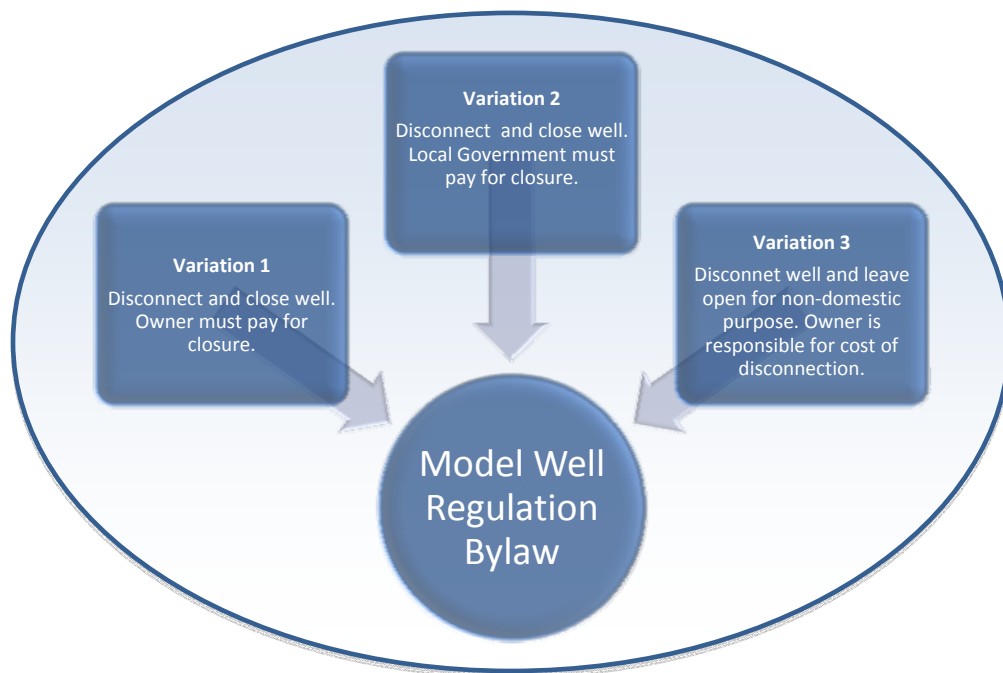 Variation 1
Disconnect and close well.
Owner must pay for
closure.
Variation 2
Disconnect and close well.
Local Government must
pay for closure.
Variation 3
Disconnet well and leave
open for non-domestic
purpose. Owner is
responsible for cost of
disconnection.
Model Well
Regulation
Bylaw